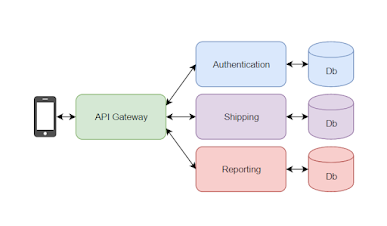 Authentication
Db
API Gateway
Shipping
Db
Reporting
Db